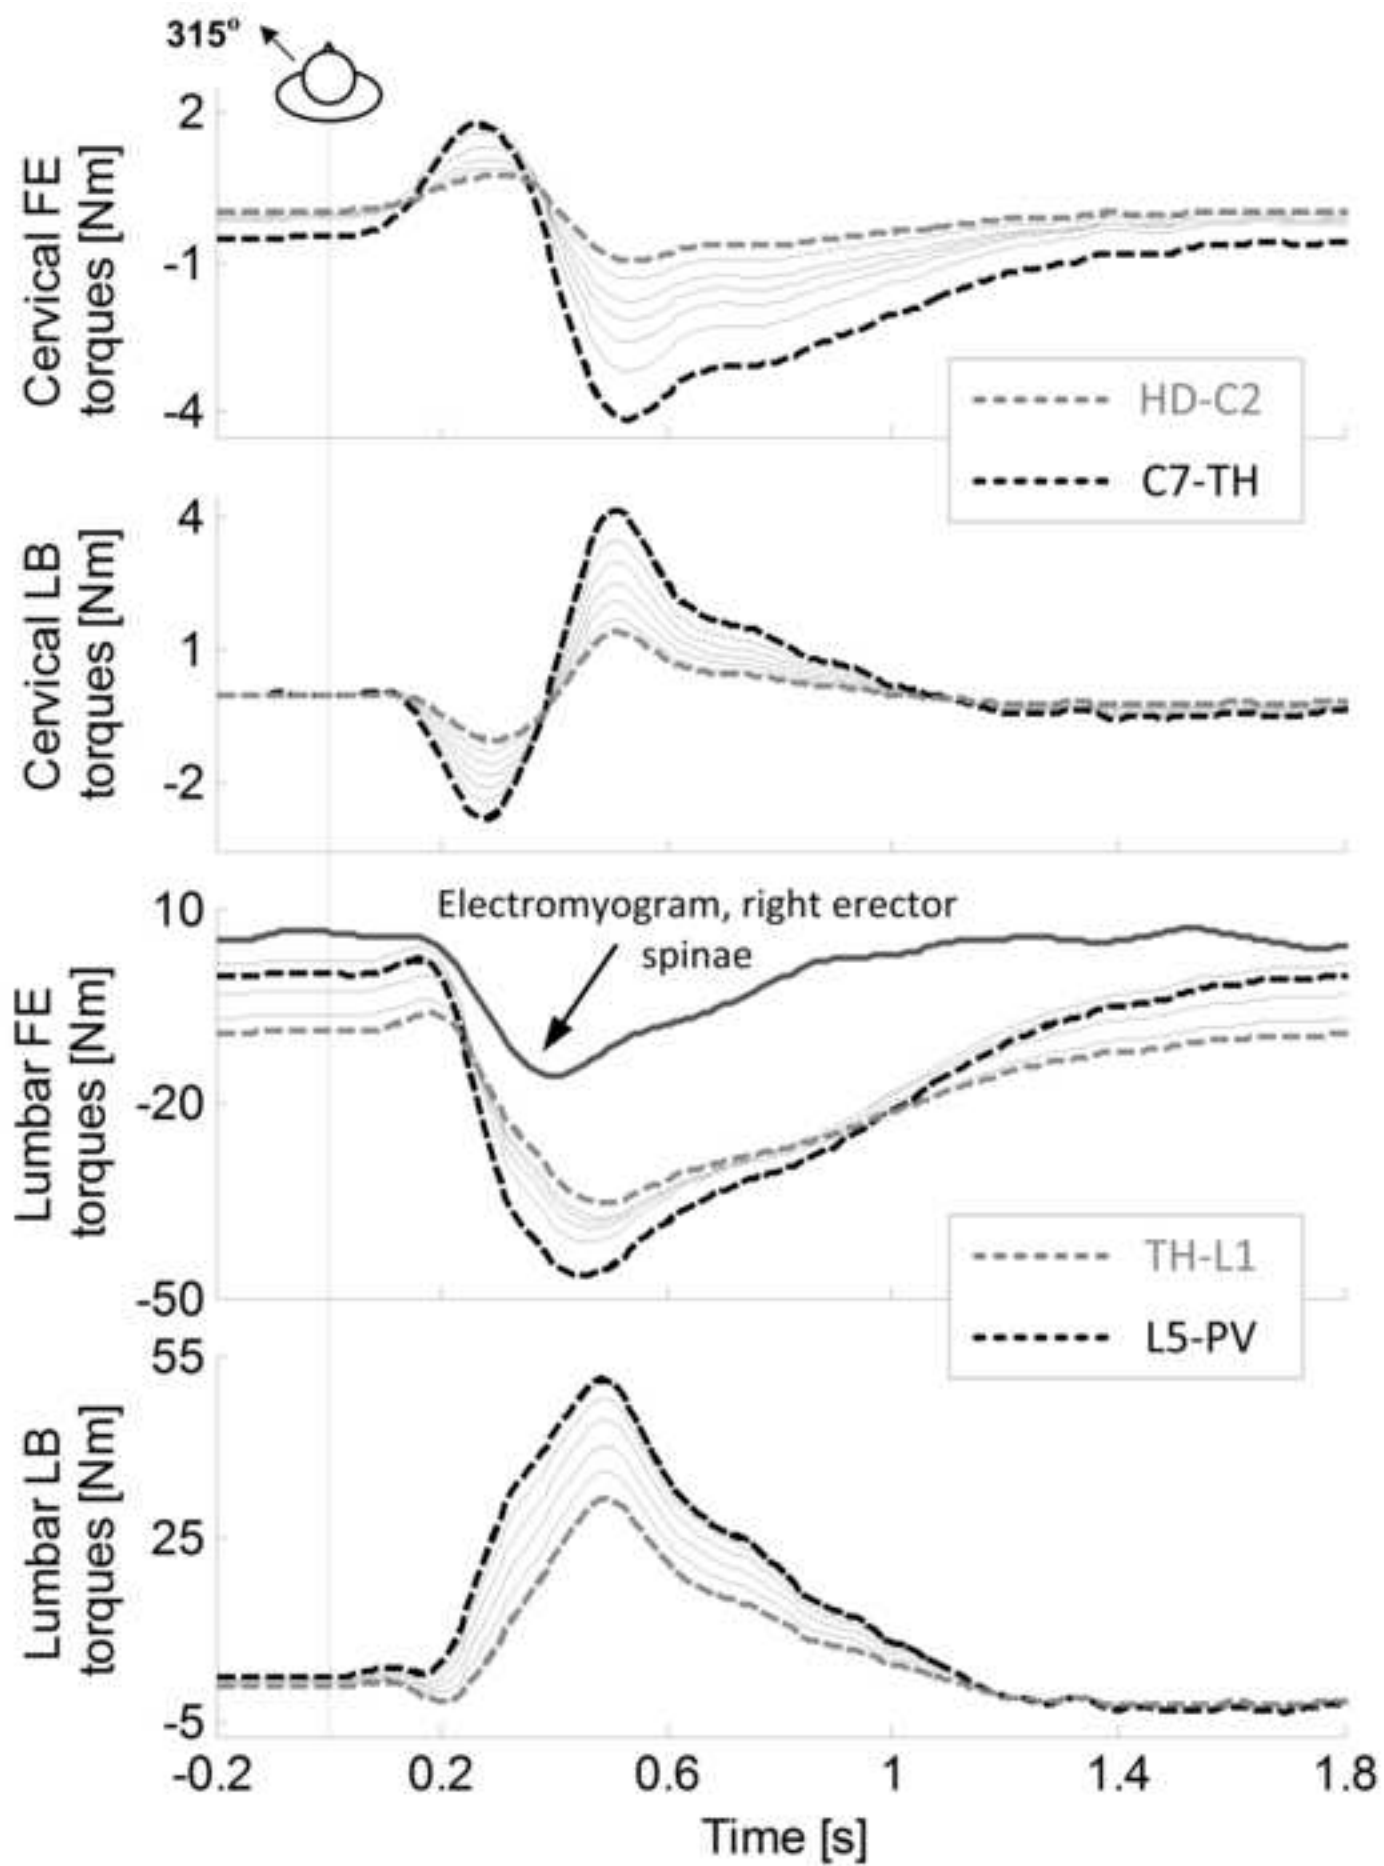 315°
2
-1
-4
Cervical FE
torques [Nm]
HD-C2
C7-TH
4
1
-2
Cervical LB
torques [Nm]
Electromyogram, right erector
spinae
10
-20
-50
Lumbar FE
torques [Nm]
TH-L1
L5-PV
55
25
-5
Lumbar LB
torques [Nm]
-0.2 0.2 0.6 1 1.4 1.8
Time [s]